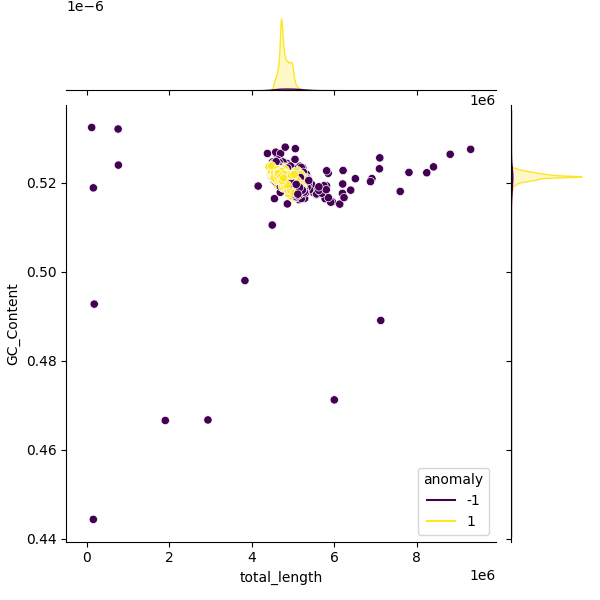 1e−6
1e6
0.52
0.50
GC_Content
0.48
0.46
0.44
anomaly
-1
1
0 2 4 6 8
total_length
1e6